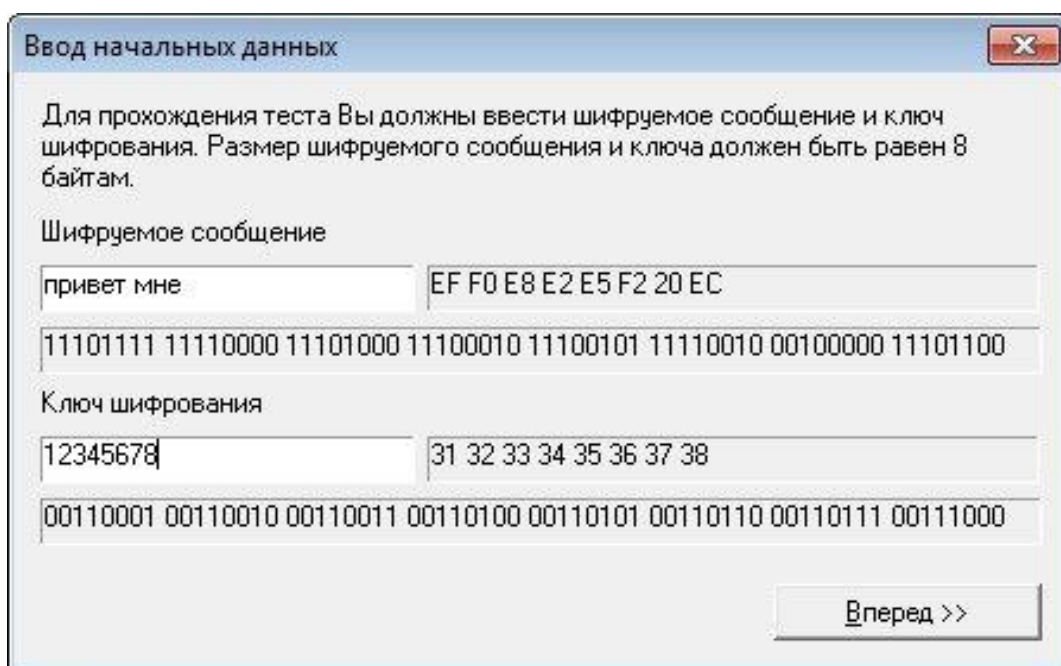 Ввод начальных данных
Для прохождения теста Вы должны ввести шифруемое сообщение и ключ
шифрования. Размер шифруемого сообщения и ключа должен быть равен 8
байтам.
Шифруемое сообщение
привет мне
EF F0 E8 E2 E5 F2 20 EC
11101111 11110000 11101000 11100010 11100101 11110010 00100000 11101100
Ключ шифрования
12345678
31 32 33 34 35 36 37 38
00110001 00110010 00110011 00110100 00110101 00110110 00110111 00111000
Вперед >>